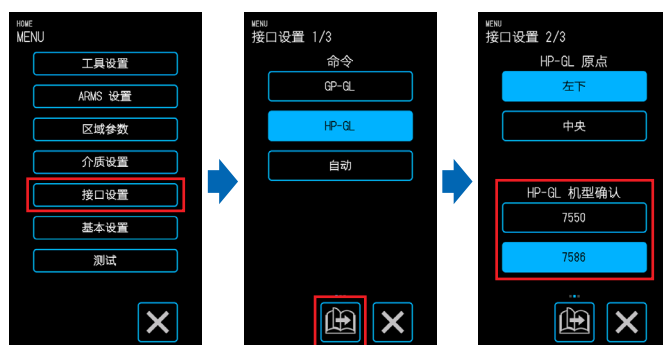 HOME
MENU
工具设置
ARMS 设置
区域参数
介质设置
接口设置
基本设置
测试
MENU
接口设置 1/3
命令
GP-GL
HP-GL
自动
MENU
接口设置 2/3
HP-GL 原点
左下
中央
HP-GL 机型确认
7550
7586